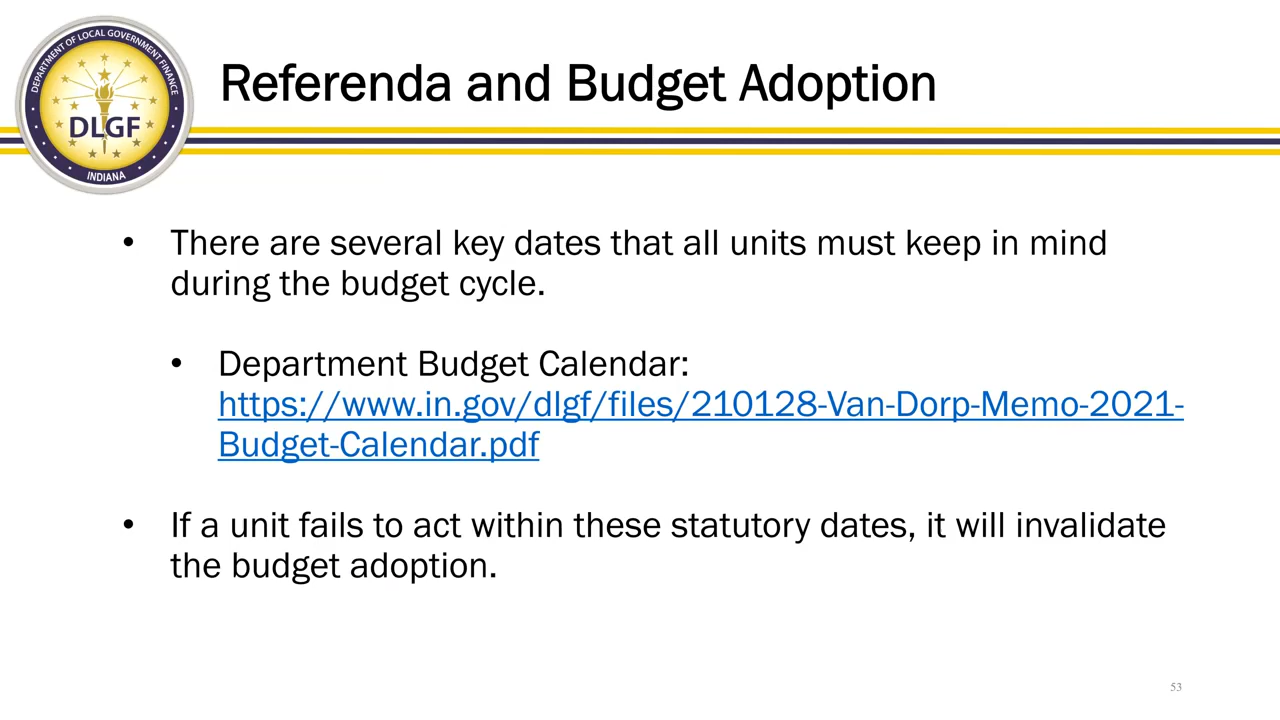 DEPARTMENT OF LOCAL GOVERNMENT FINANCE
DLGF
INDIANA
Referenda and Budget Adoption
• There are several key dates that all units must keep in mind
during the budget cycle.
• Department Budget Calendar:
https://www.in.gov/dlgf/files/210128-Van-Dorp-Memo-2021-
Budget-Calendar.pdf
• If a unit fails to act within these statutory dates, it will invalidate
the budget adoption.
53